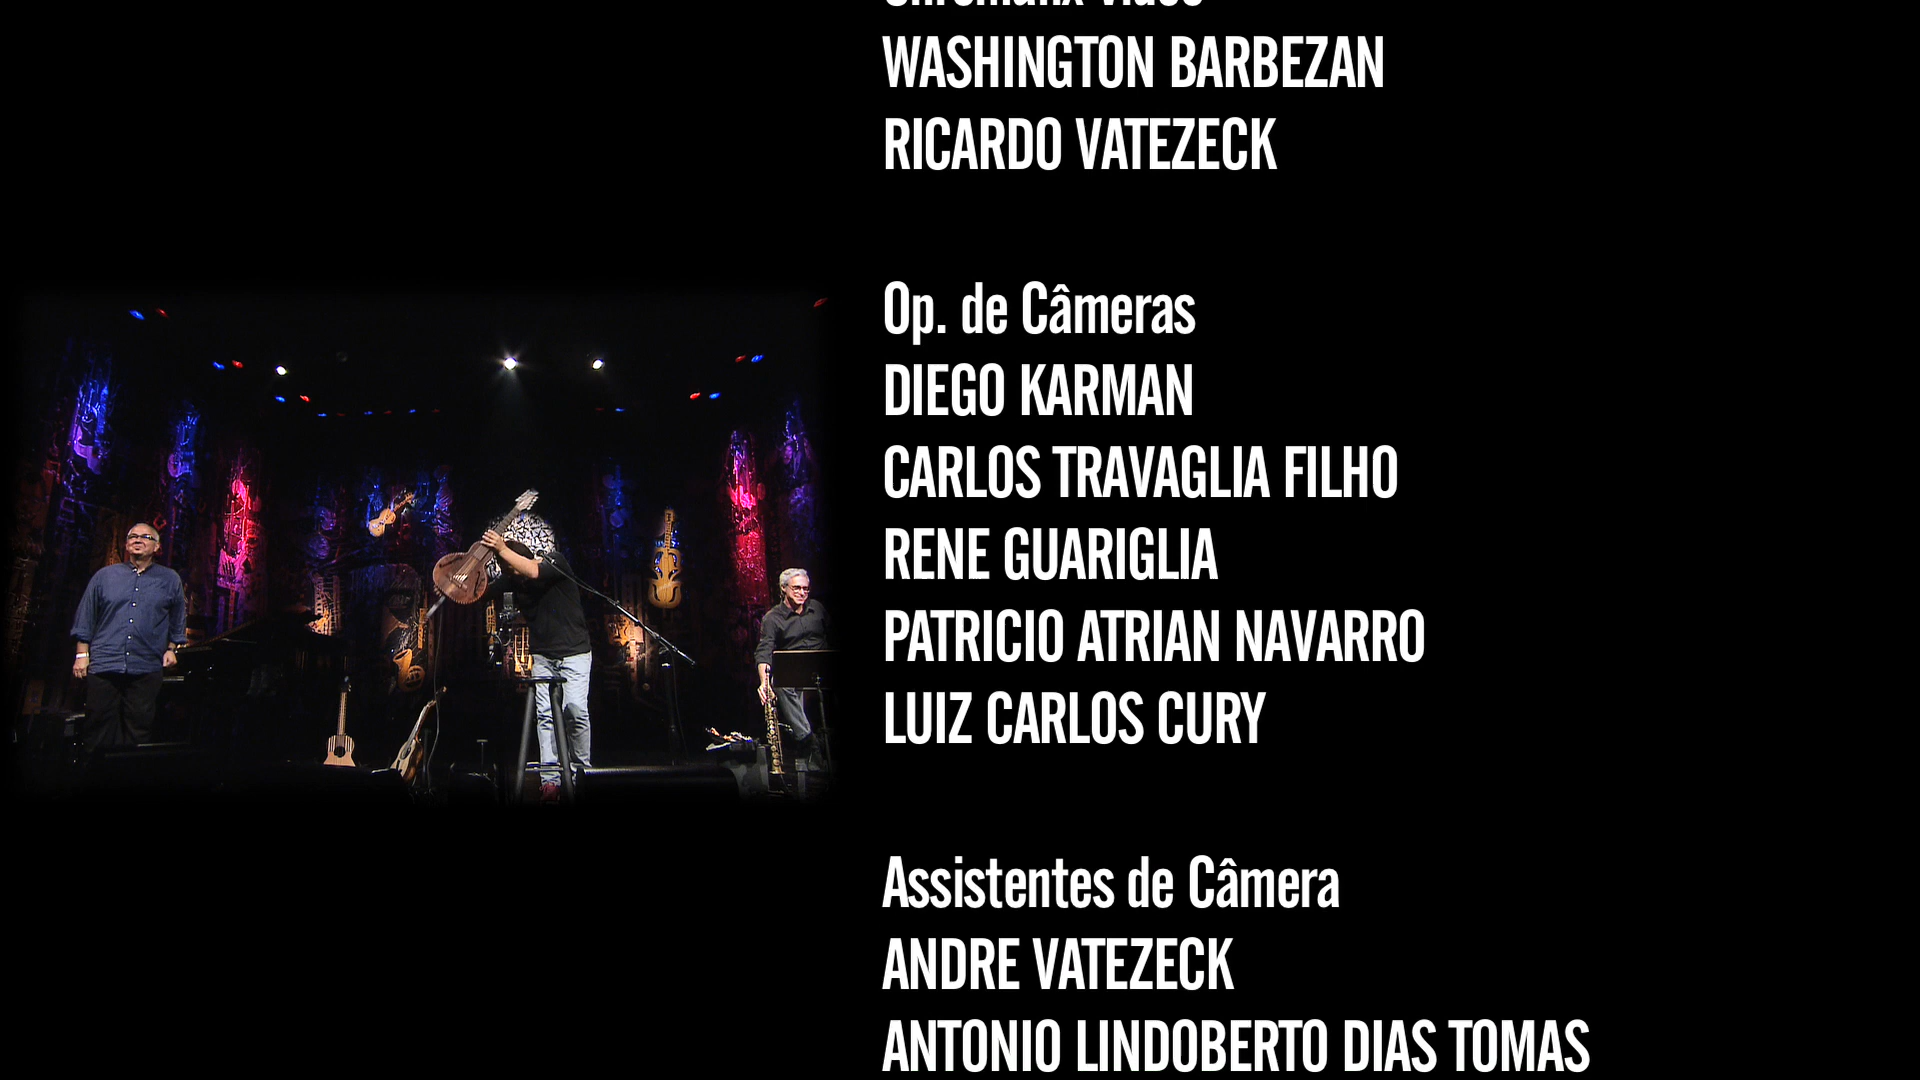 WASHINGTON BARBEZAN
RICARDO VATEZECK
Op. de Câmeras
DIEGO KARMAN
CARLOS TRAVAGLIA FILHO
RENE GUARIGLIA
PATRICIO ATRIAN NAVARRO
LUIZ CARLOS CURY
Assistentes de Câmera
ANDRE VATEZECK
ANTONIO LINDOBERTO DIAS TOMAS